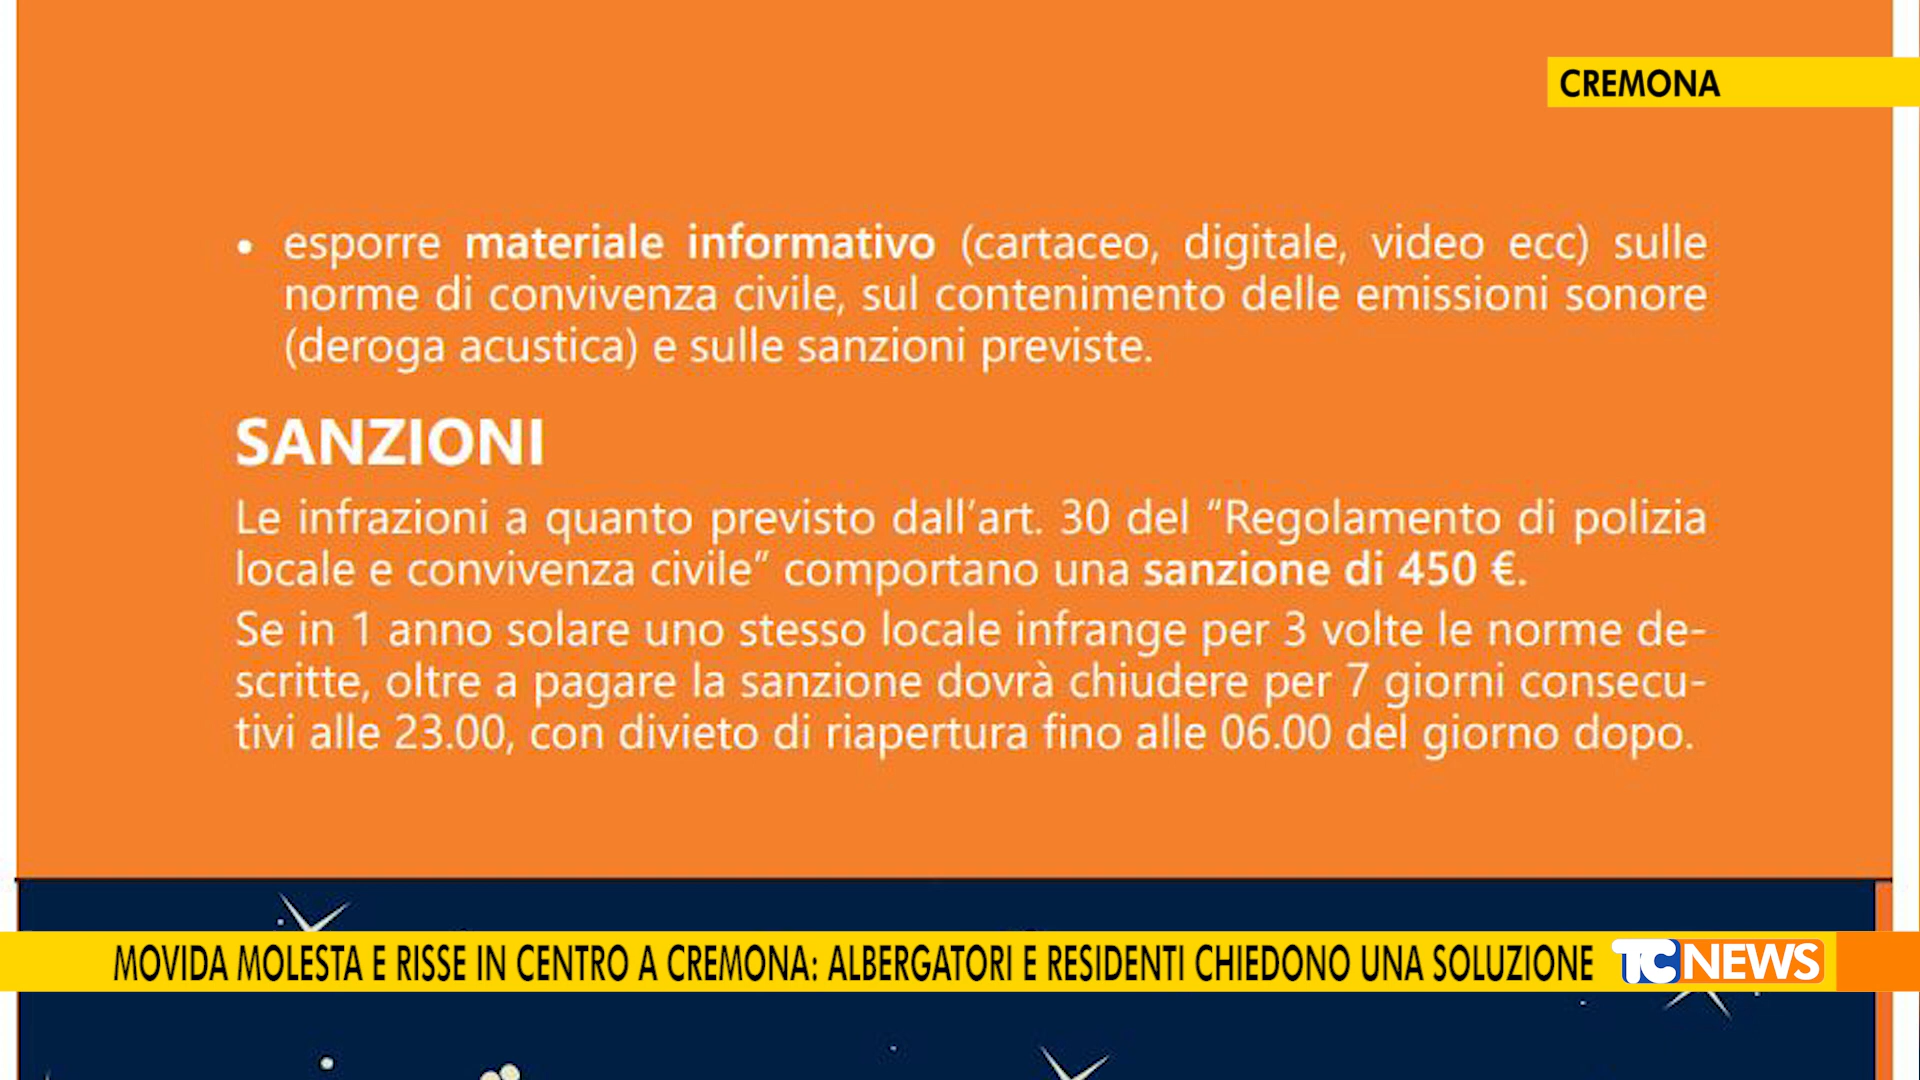 CREMONA
• esporre materiale informativo (cartaceo, digitale, video ecc) sulle
norme di convivenza civile, sul contenimento delle emissioni sonore
(deroga acustica) e sulle sanzioni previste.
SANZIONI
Le infrazioni a quanto previsto dall’art. 30 del “Regolamento di polizia
locale e convivenza civile” comportano una sanzione di 450 €.
Se in 1 anno solare uno stesso locale infrange per 3 volte le norme de-
scritte, oltre a pagare la sanzione dovrà chiudere per 7 giorni consecu-
tivi alle 23.00, con divieto di riapertura fino alle 06.00 del giorno dopo.
MOVIDA MOLESTA E RISSE IN CENTRO A CREMONA: ALBERGATORI E RESIDENTI CHIEDONO UNA SOLUZIONE
TC NEWS